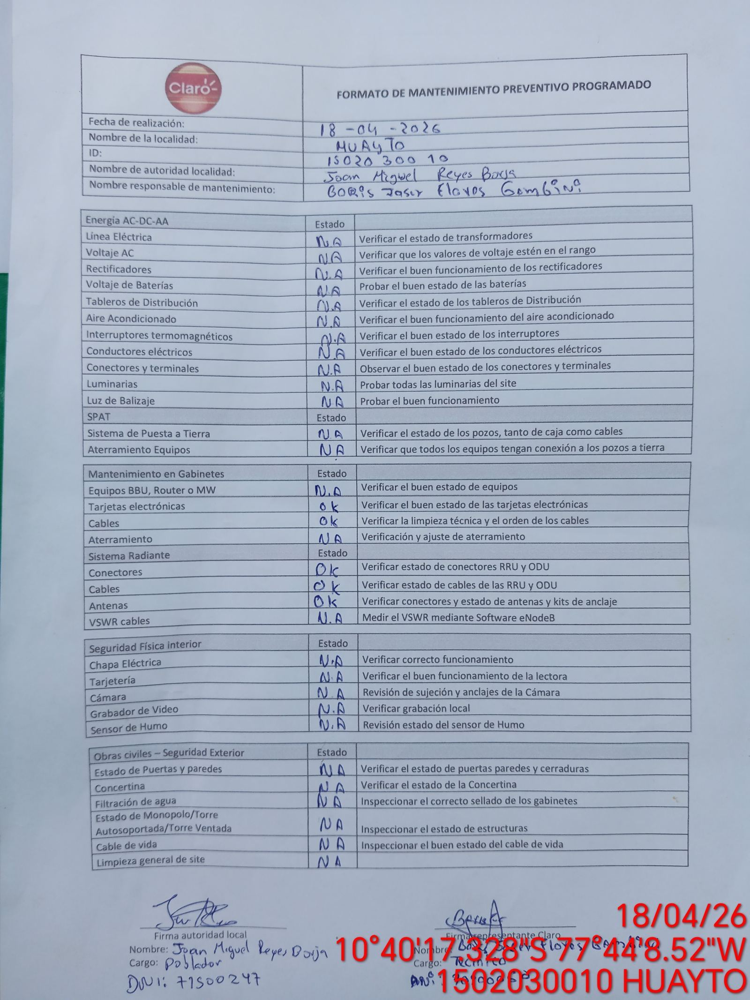 Claro
FORMATO DE MANTENIMIENTO PREVENTIVO PROGRAMADO
Fecha de realización: 18-04-2026
Nombre de la localidad: HUAYTO
ID: 1502030010
Nombre de autoridad localidad: Joan Miguel Reyes Borja
Nombre responsable de mantenimiento: BORIS Jaser Flores Gambini
Energía AC-DC-AA Estado
Línea Eléctrica N.A Verificar el estado de transformadores
Voltaje AC NA Verificar que los valores de voltaje estén en el rango
Rectificadores N.A Verificar el buen funcionamiento de los rectificadores
Voltaje de Baterías N.A Probar el buen estado de las baterías
Tableros de Distribución N.A Verificar el estado de los tableros de Distribución
Aire Acondicionado N.A Verificar el buen funcionamiento del aire acondicionado
Interruptores termomagnéticos N.A Verificar el buen estado de los interruptores
Conductores eléctricos N.A Verificar el buen estado de los conductores eléctricos
Conectores y terminales N.A Observar el buen estado de los conectores y terminales
Luminarias N.A Probar todas las luminarias del site
Luz de Balizaje NA Probar el buen funcionamiento
SPAT Estado
Sistema de Puesta a Tierra N.A Verificar el estado de los pozos, tanto de caja como cables
Aterramiento Equipos NA Verificar que todos los equipos tengan conexión a los pozos a tierra
Mantenimiento en Gabinetes Estado
Equipos BBU, Router o MW N.A Verificar el buen estado de equipos
Tarjetas electrónicas ok Verificar el buen estado de las tarjetas electrónicas
Cables Ok Verificar la limpieza técnica y el orden de los cables
Aterramiento NA Verificación y ajuste de aterramiento
Sistema Radiante Estado
Conectores Ok Verificar estado de conectores RRU y ODU
Cables Ok Verificar estado de cables de las RRU y ODU
Antenas Ok Verificar conectores y estado de antenas y kits de anclaje
VSWR cables N.A Medir el VSWR mediante Software eNodeB
Seguridad Física interior Estado
Chapa Eléctrica N.A Verificar correcto funcionamiento
Tarjetería N.A Verificar el buen funcionamiento de la lectora
Cámara N.A Revisión de sujeción y anclajes de la Cámara
Grabador de Video N.A Verificar grabación local
Sensor de Humo N.A Revisión estado del sensor de Humo
Obras civiles – Seguridad Exterior Estado
Estado de Puertas y paredes NA Verificar el estado de puertas paredes y cerraduras
Concertina NA Verificar el estado de la Concertina
Filtración de agua NA Inspeccionar el correcto sellado de los gabinetes
Estado de Monopolo/Torre
Autosoportada/Torre Ventada NA Inspeccionar el estado de estructuras
Cable de vida NA Inspeccionar el buen estado del cable de vida
Limpieza general de site NA
Firma autoridad local Firma representante Claro
Nombre: Joan Miguel Reyes Borja Nombre: Flores
Cargo: Poblador Cargo: Tecnico
DNI: 71500247
18/04/26
10°40'17.328"S 77°44'8.52"W
1502030010 HUAYTO